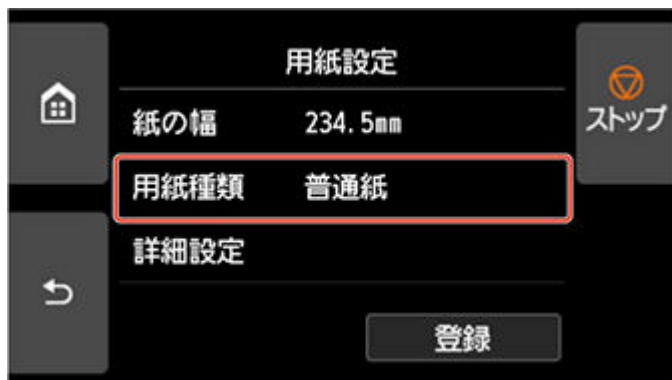 用紙設定
紙の幅 234.5mm
ストップ
用紙種類 普通紙
詳細設定
登録